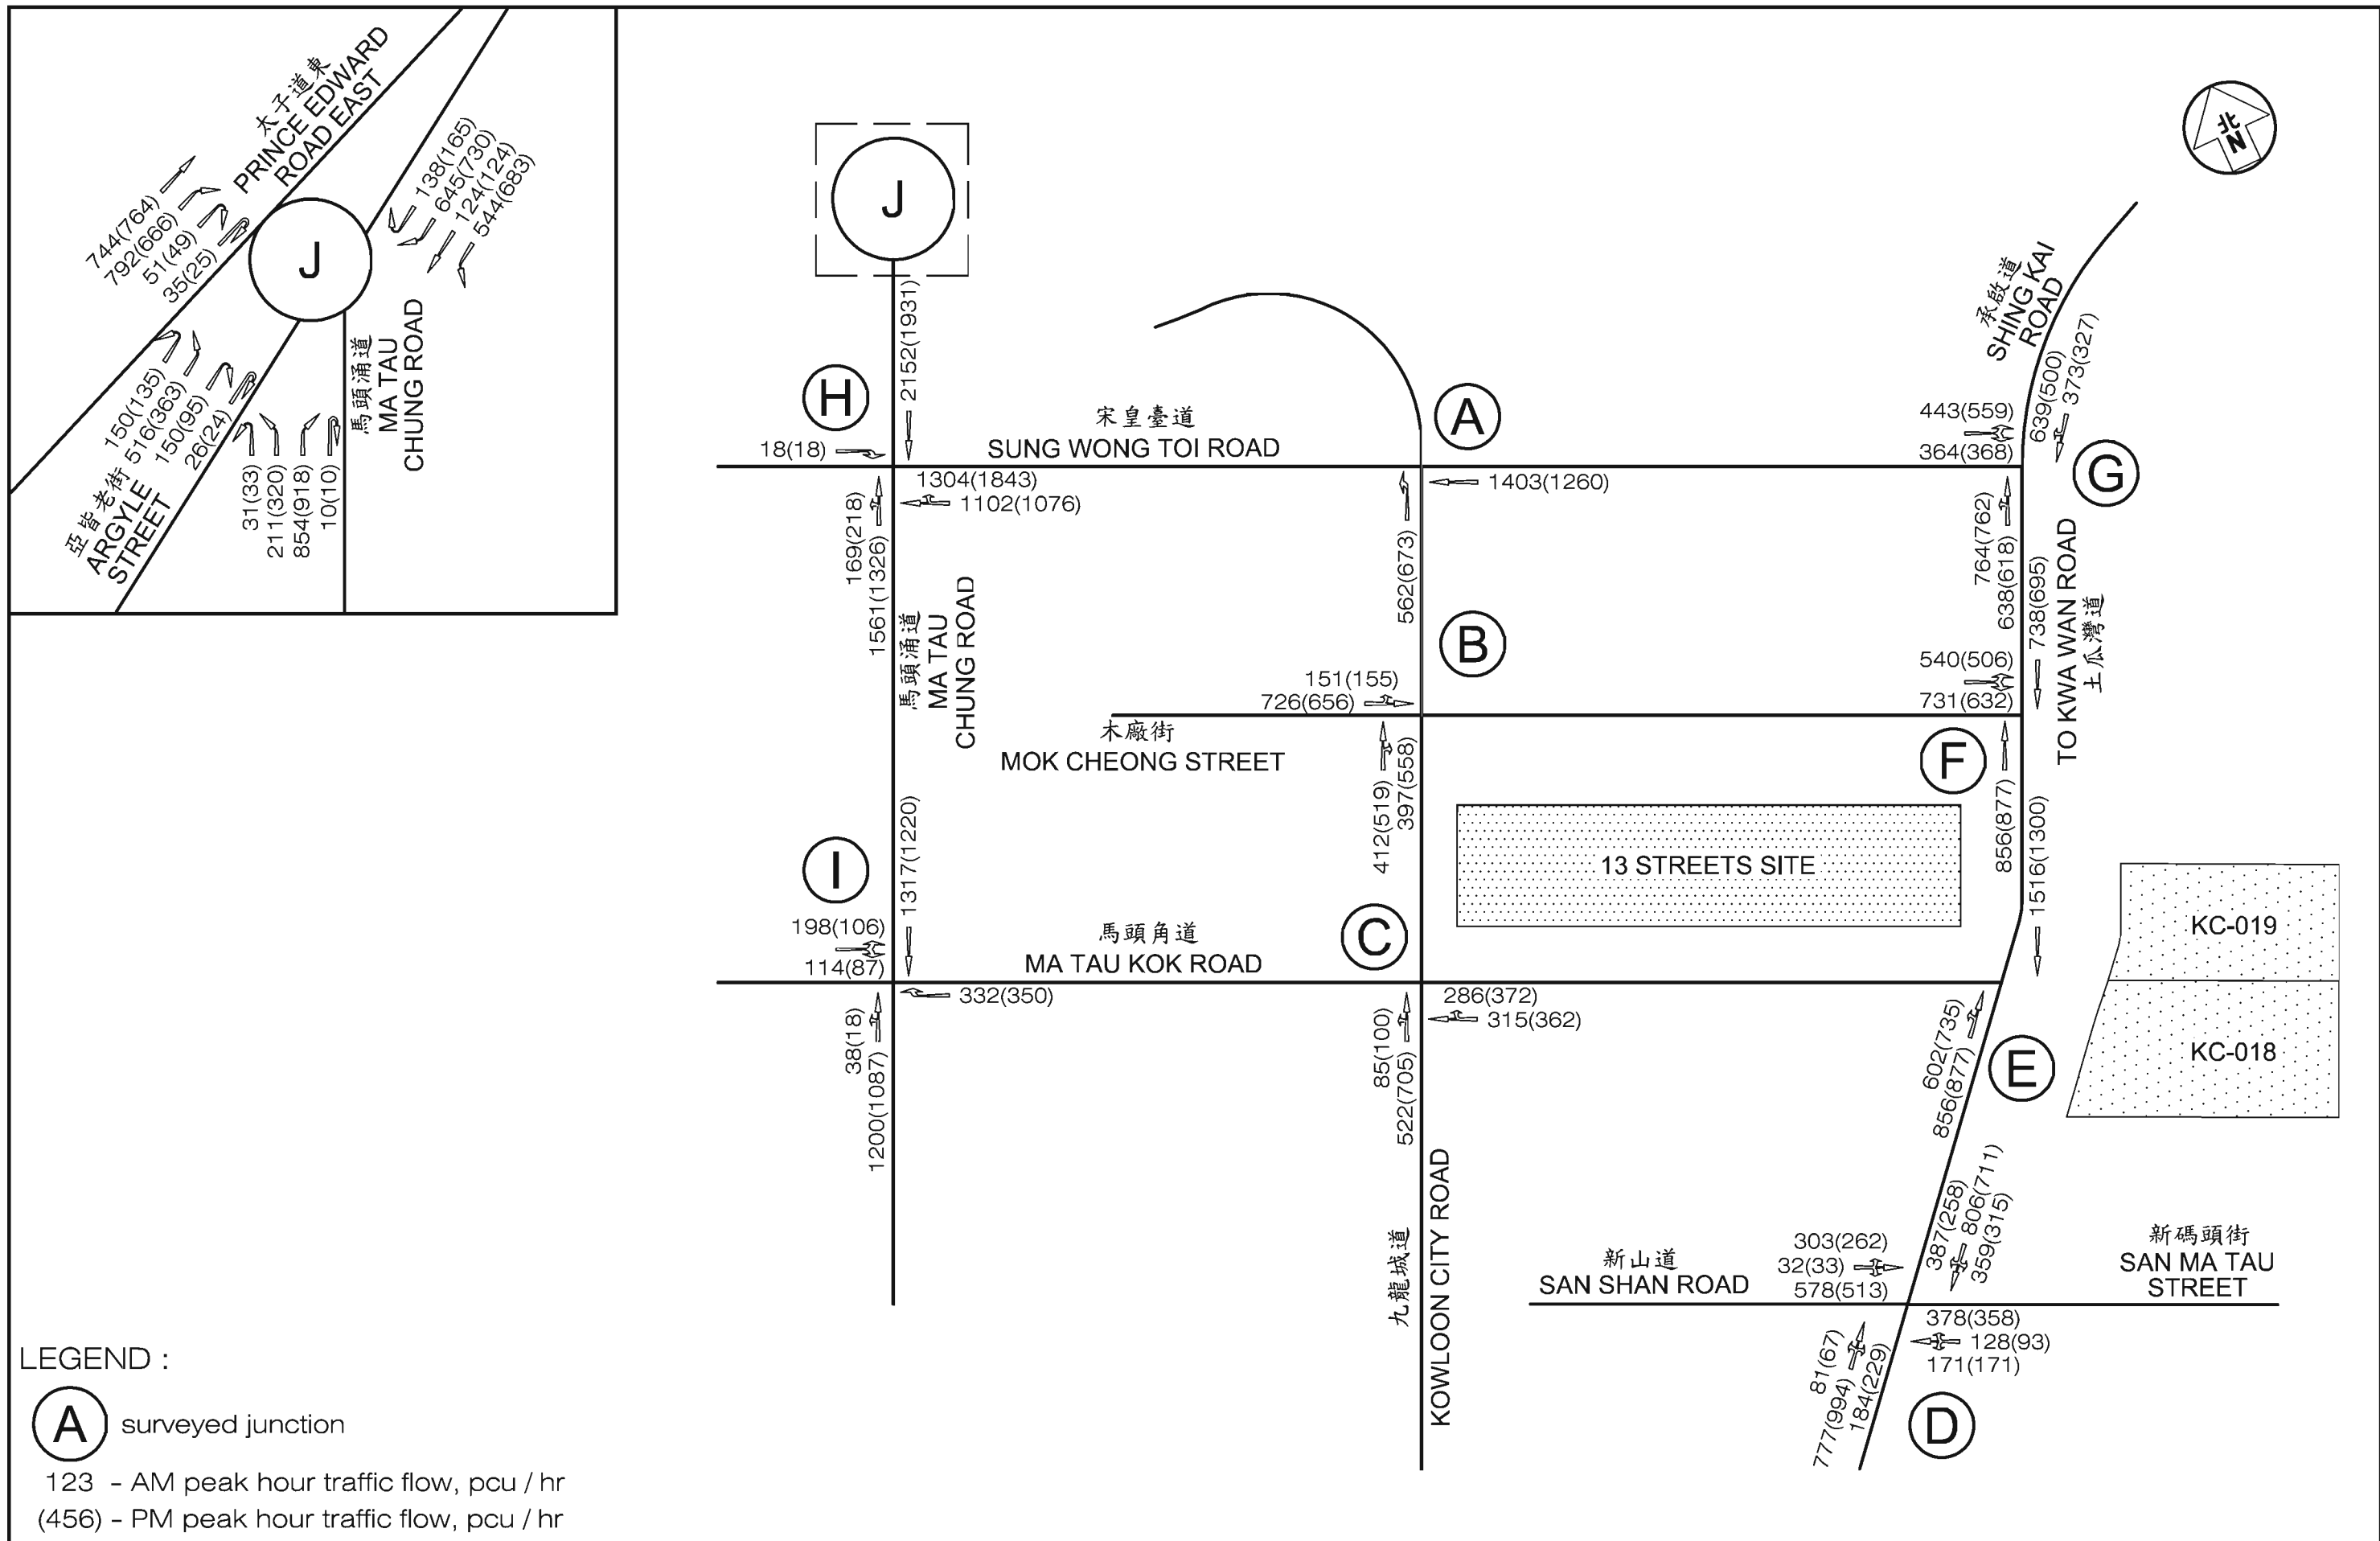 太子道東
PRINCE EDWARD
ROAD EAST
744(764)
792(666)
51(49)
35(25)
138(165)
645(730)
124(124)
544(683)
J
150(135)
516(363)
150(95)
26(24)
亞皆老街
ARGYLE
STREET
31(33)
211(320)
854(918)
10(10)
馬頭涌道
MA TAU
CHUNG ROAD
J
北
N
2152(1931)
H
18(18)
宋皇臺道
SUNG WONG TOI ROAD
A
承啟道
SHING KAI
ROAD
443(559)
364(368)
639(500)
373(327)
G
1304(1843)
1102(1076)
169(218)
1561(1326)
1403(1260)
562(673)
764(762)
638(618)
738(695)
TO KWA WAN ROAD
土瓜灣道
馬頭涌道
MA TAU
CHUNG ROAD
B
151(155)
726(656)
540(506)
731(632)
木廠街
MOK CHEONG STREET
F
412(519)
397(558)
856(877)
1516(1300)
13 STREETS SITE
I
1317(1220)
198(106)
114(87)
馬頭角道
MA TAU KOK ROAD
C
KC-019
KC-018
332(350)
286(372)
315(362)
38(18)
1200(1087)
85(100)
522(705)
602(735)
856(877)
E
九龍城道
KOWLOON CITY ROAD
387(258)
806(711)
359(315)
303(262)
32(33)
578(513)
新山道
SAN SHAN ROAD
新碼頭街
SAN MA TAU
STREET
378(358)
128(93)
171(171)
81(67)
777(994)
184(229)
D
LEGEND :
A surveyed junction
123 - AM peak hour traffic flow, pcu / hr
(456) - PM peak hour traffic flow, pcu / hr